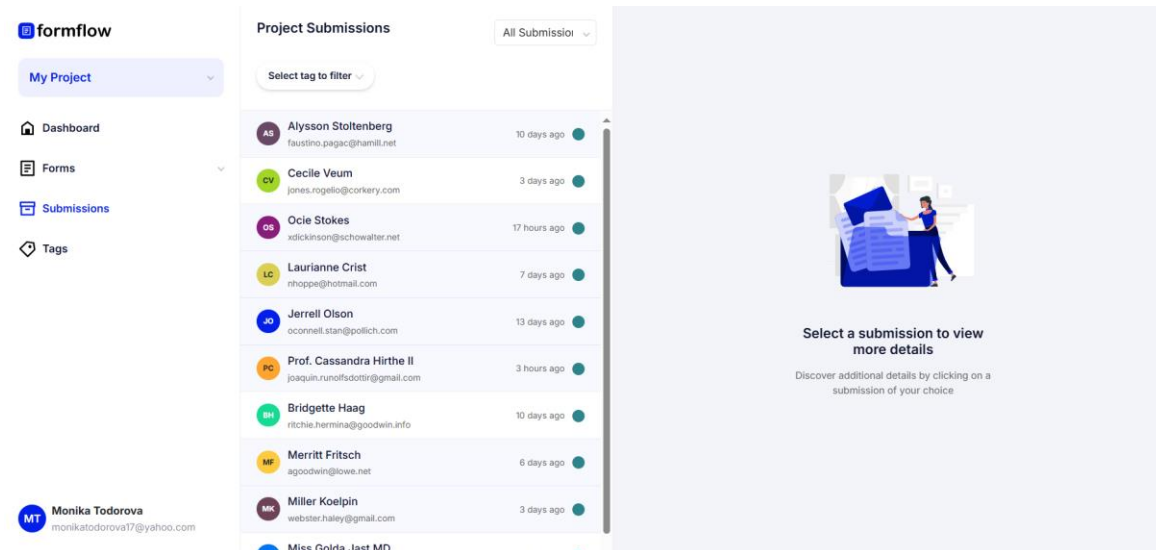 formflow
My Project
Dashboard
Forms
Submissions
Tags
MT
Monika Todorova
monikatodorova17@yahoo.com
Project Submissions
All Submission
Select tag to filter
AS
Alysson Stoltenberg
faustino.pagac@hamill.net
10 days ago
CV
Cecile Veum
jones.rogelio@corkery.com
3 days ago
OS
Ocie Stokes
xdickinson@schowalter.net
17 hours ago
LC
Laurianne Crist
nhoppe@hotmail.com
7 days ago
JO
Jerrell Olson
oconnell.stan@pollich.com
13 days ago
PC
Prof. Cassandra Hirthe II
joaquin.runolfsdottir@gmail.com
3 hours ago
BH
Bridgette Haag
ritchie.hermina@goodwin.info
10 days ago
MF
Merritt Fritsch
agoodwin@lowe.net
6 days ago
MK
Miller Koelpin
webster.haley@gmail.com
3 days ago
Miss Golda Jast MD
Select a submission to view
more details
Discover additional details by clicking on a
submission of your choice